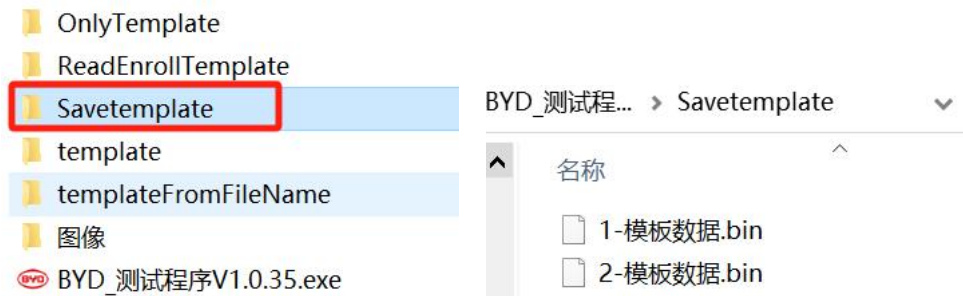 OnlyTemplate
ReadEnrollTemplate
Savetemplate
template
templateFromFileName
图像
BYD BYD_测试程序V1.0.35.exe
BYD_测试程... > Savetemplate
名称
1-模板数据.bin
2-模板数据.bin